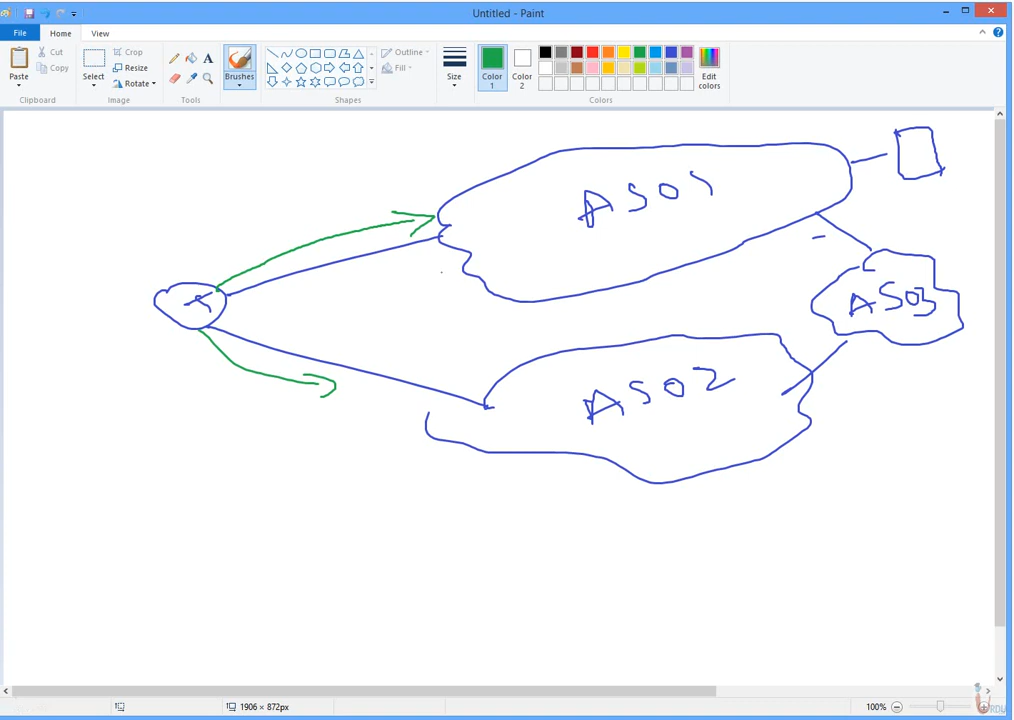 Untitled - Paint
File Home View
Cut
Copy
Paste
Clipboard
Select
Crop
Resize
Rotate
Image
A
Tools
Brushes
Outline
Fill
Shapes
Size
Color 1
Color 2
Edit colors
Colors
AS01
AS03
AS02
1906 × 872px
100%